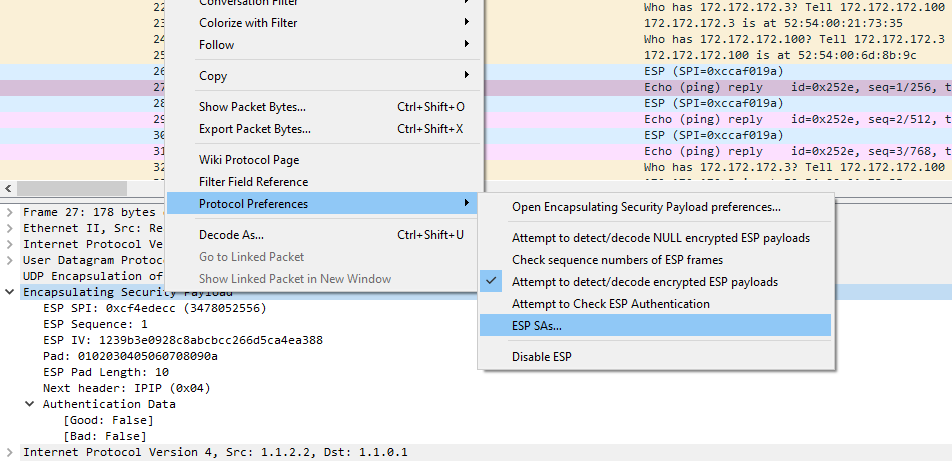 Conversation Filter
Colorize with Filter
Follow
Copy
Show Packet Bytes... Ctrl+Shift+O
Export Packet Bytes... Ctrl+Shift+X
Wiki Protocol Page
Filter Field Reference
Protocol Preferences
Decode As... Ctrl+Shift+U
Go to Linked Packet
Show Linked Packet in New Window
22 Who has 172.172.172.3? Tell 172.172.172.100
23 172.172.172.3 is at 52:54:00:21:73:35
24 Who has 172.172.172.100? Tell 172.172.172.3
25 172.172.172.100 is at 52:54:00:6d:8b:9c
26 ESP (SPI=0xccaf019a)
27 Echo (ping) reply id=0x252e, seq=1/256, t
28 ESP (SPI=0xccaf019a)
29 Echo (ping) reply id=0x252e, seq=2/512, t
30 ESP (SPI=0xccaf019a)
31 Echo (ping) reply id=0x252e, seq=3/768, t
32 Who has 172.172.172.3? Tell 172.172.172.100
Open Encapsulating Security Payload preferences...
Attempt to detect/decode NULL encrypted ESP payloads
Check sequence numbers of ESP frames
Attempt to detect/decode encrypted ESP payloads
Attempt to Check ESP Authentication
ESP SAs...
Disable ESP
Frame 27: 178 bytes
Ethernet II, Src: Re
Internet Protocol Ve
User Datagram Protoc
UDP Encapsulation of
Encapsulating Security Payload
ESP SPI: 0xcf4edecc (3478052556)
ESP Sequence: 1
ESP IV: 1239b3e0928c8abcbcc266d5ca4ea388
Pad: 0102030405060708090a
ESP Pad Length: 10
Next header: IPIP (0x04)
Authentication Data
[Good: False]
[Bad: False]
Internet Protocol Version 4, Src: 1.1.2.2, Dst: 1.1.0.1